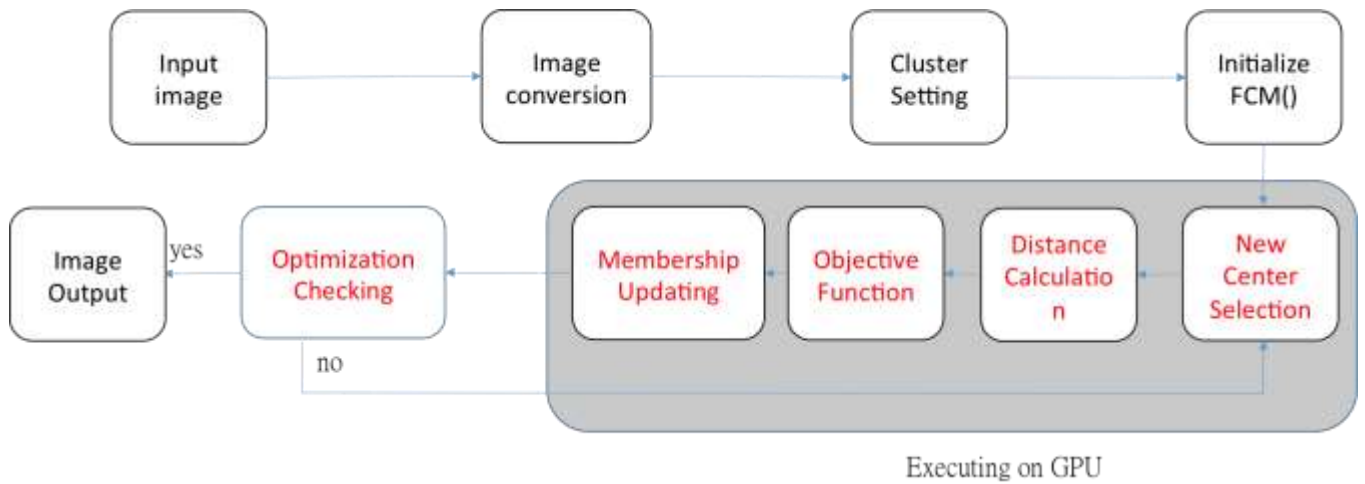 Input
image
Image
conversion
Cluster
Setting
Initialize
FCM()
New
Center
Selection
Distance
Calculatio
n
Objective
Function
Membership
Updating
Optimization
Checking
yes
Image
Output
no
Executing on GPU